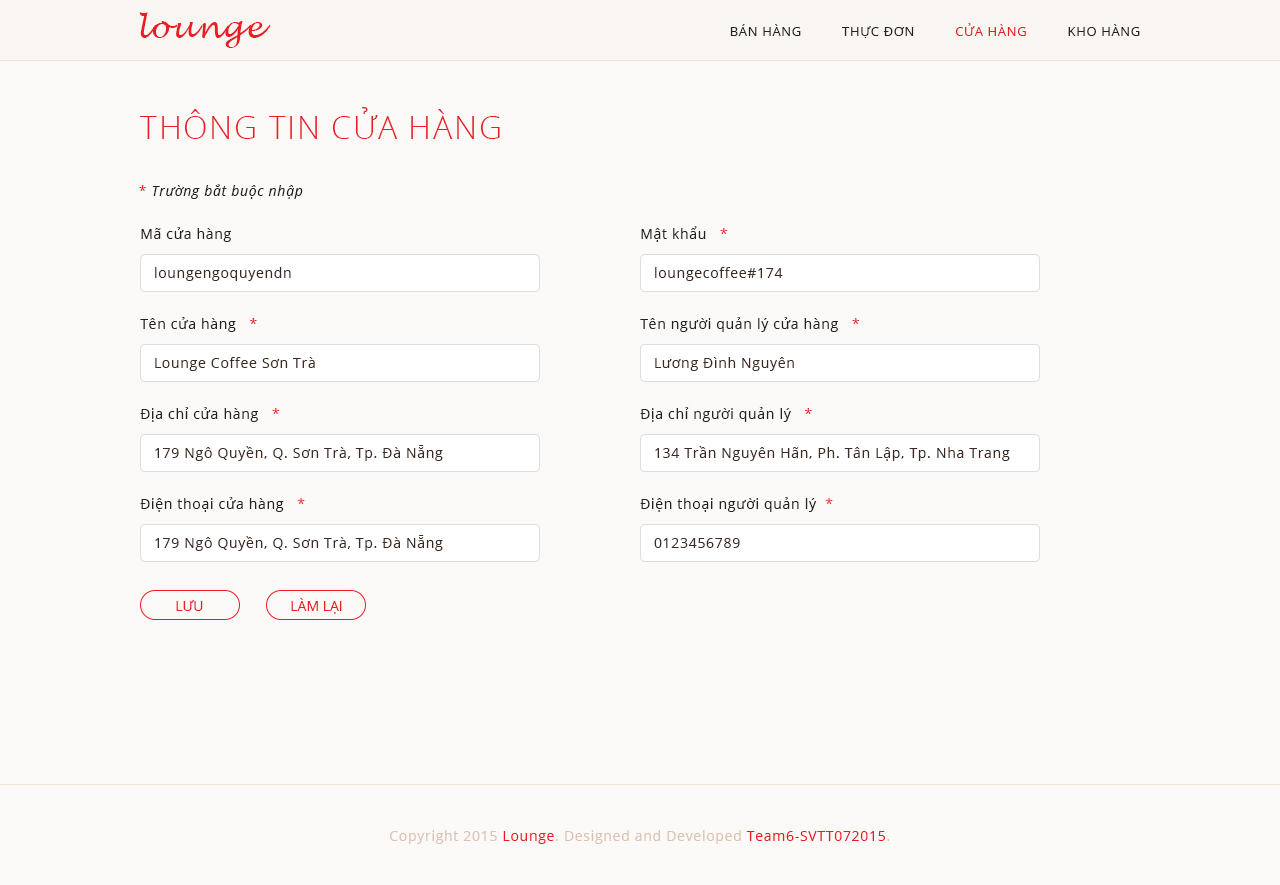 lounge
BÁN HÀNG THỰC ĐƠN CỬA HÀNG KHO HÀNG
THÔNG TIN CỬA HÀNG
* Trường bắt buộc nhập
Mã cửa hàng
loungengoquyendn
Mật khẩu *
loungecoffee#174
Tên cửa hàng *
Lounge Coffee Sơn Trà
Tên người quản lý cửa hàng *
Lương Đình Nguyên
Địa chỉ cửa hàng *
179 Ngô Quyền, Q. Sơn Trà, Tp. Đà Nẵng
Địa chỉ người quản lý *
134 Trần Nguyên Hãn, Ph. Tân Lập, Tp. Nha Trang
Điện thoại cửa hàng *
179 Ngô Quyền, Q. Sơn Trà, Tp. Đà Nẵng
Điện thoại người quản lý *
0123456789
LƯU LÀM LẠI
Copyright 2015 Lounge. Designed and Developed Team6-SVTT072015.